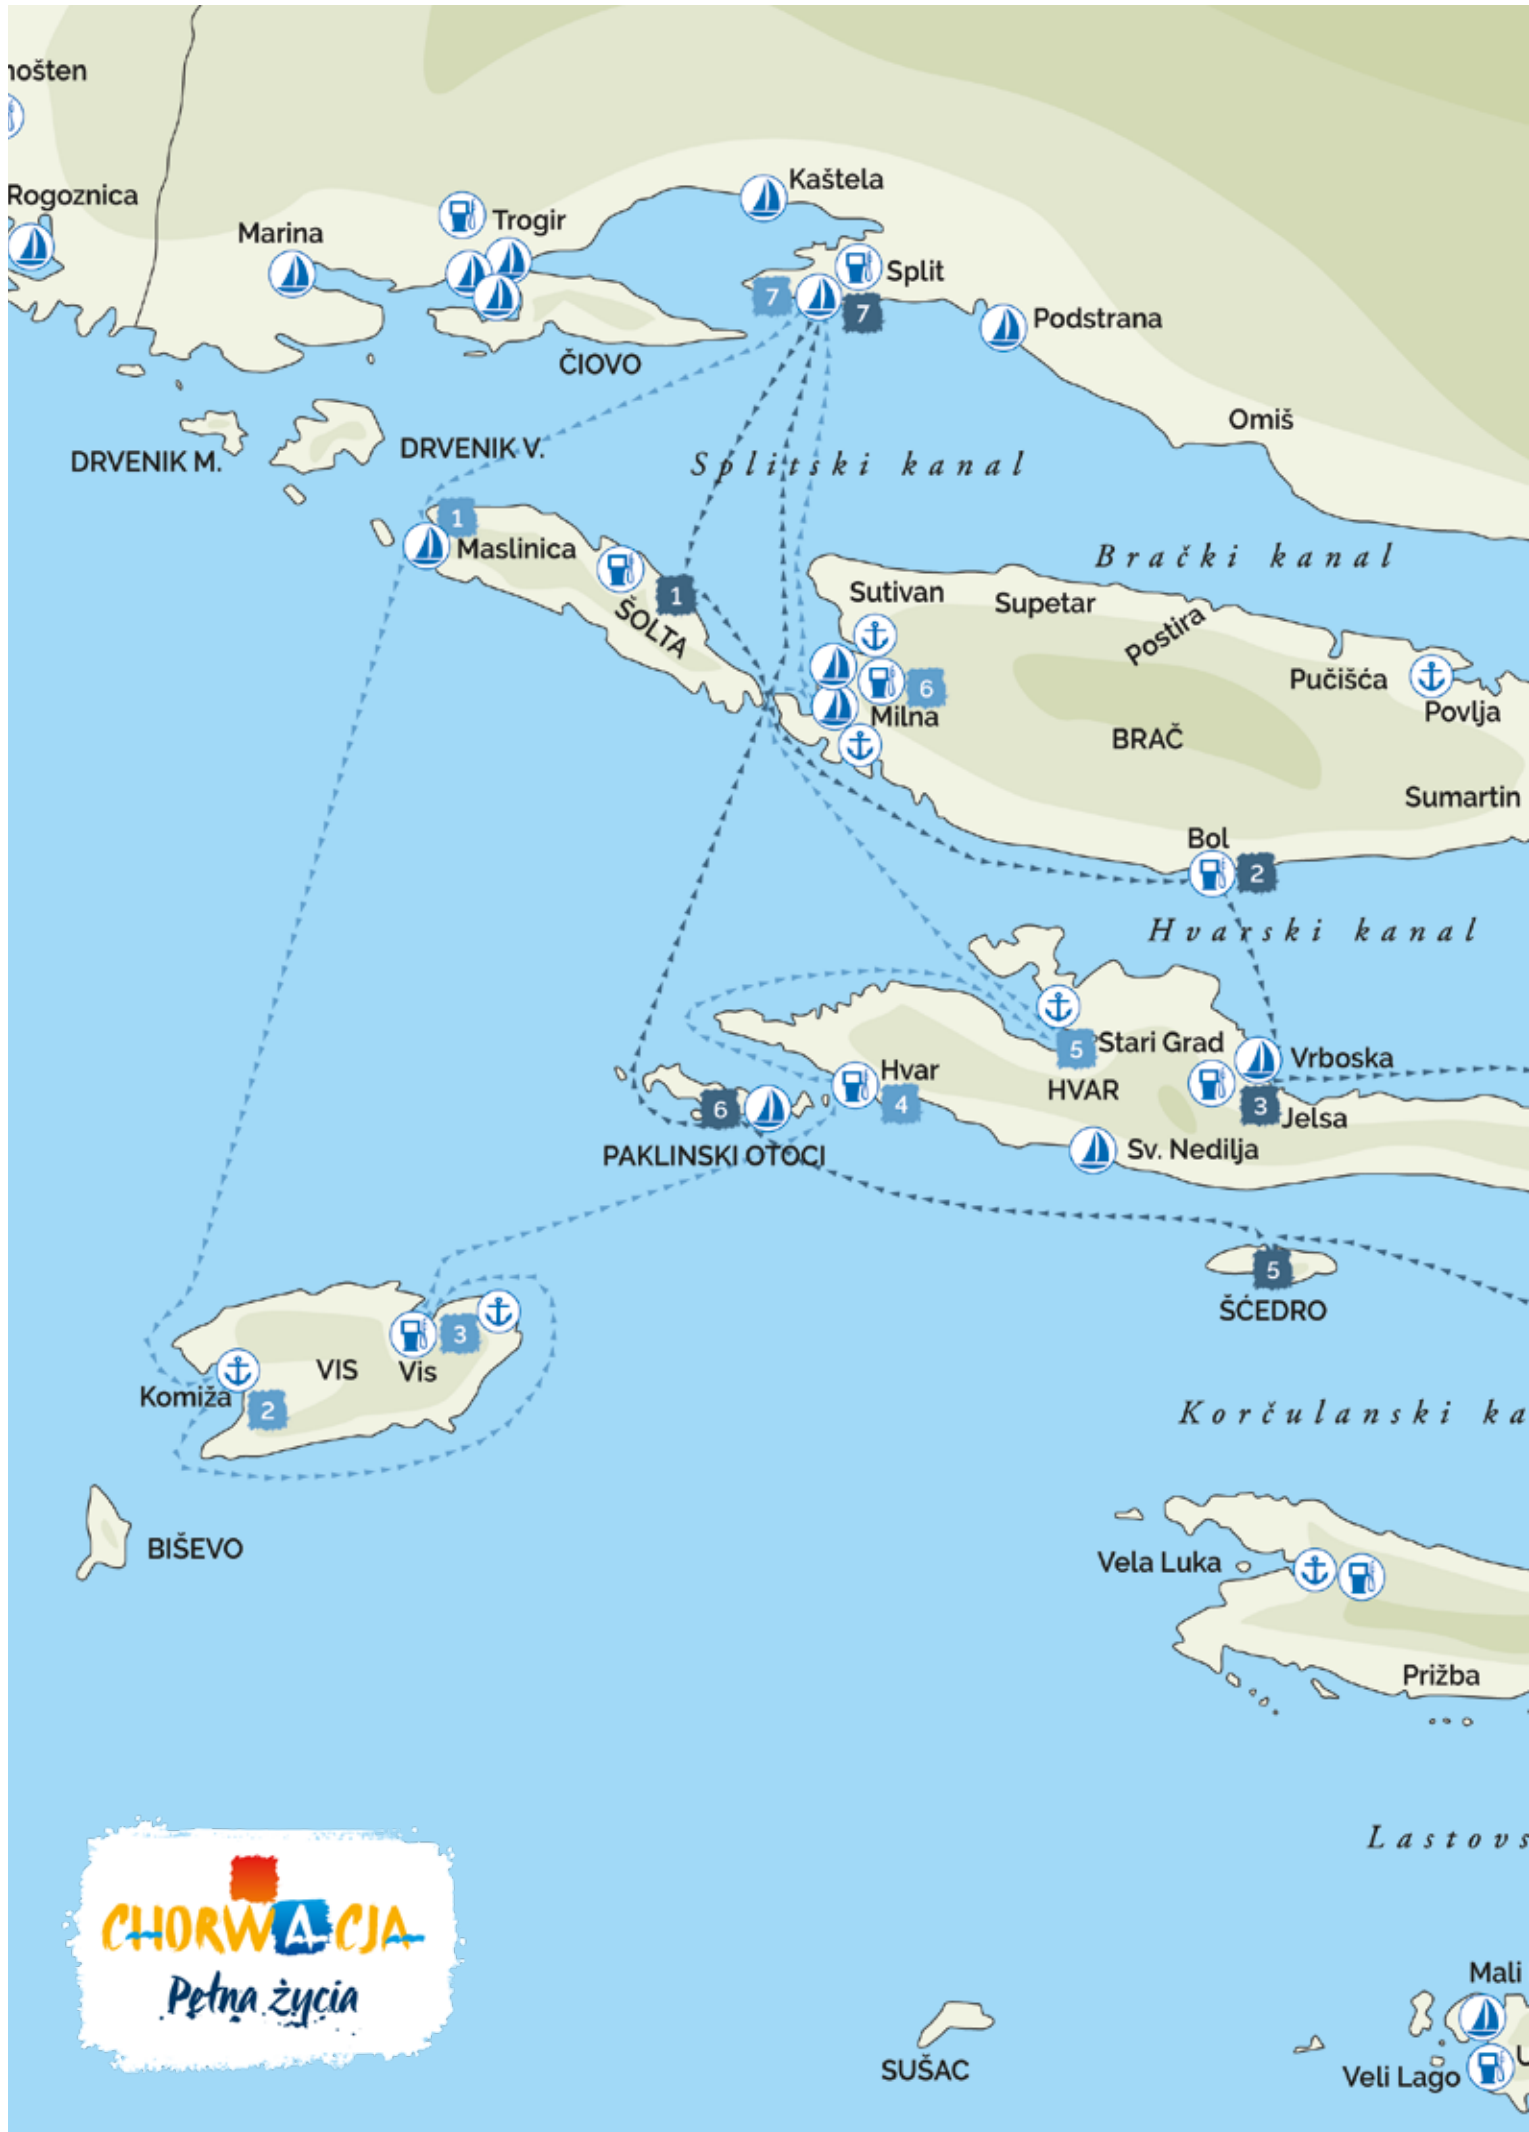 nošten
Rogoznica
Marina
Trogir
Kaštela
Split
7
7
Podstrana
ČIOVO
Omiš
DRVENIK M.
DRVENIK V.
Splitski kanal
1
Maslinica
1
ŠOLTA
Brački kanal
Sutivan
Supetar
Postira
Pučišća
Povlja
6
Milna
BRAČ
Sumartin
Bol
2
Hvarski kanal
5
Stari Grad
Vrboska
HVAR
Hvar
4
3
Jelsa
6
PAKLINSKI OTOCI
Sv. Nedilja
5
ŠĆEDRO
3
VIS
Vis
Komiža
2
Korčulanski ka
BIŠEVO
Vela Luka
Prižba
Lastovs
CHORWACJA
Pełna życia
Mali
SUŠAC
Veli Lago
U